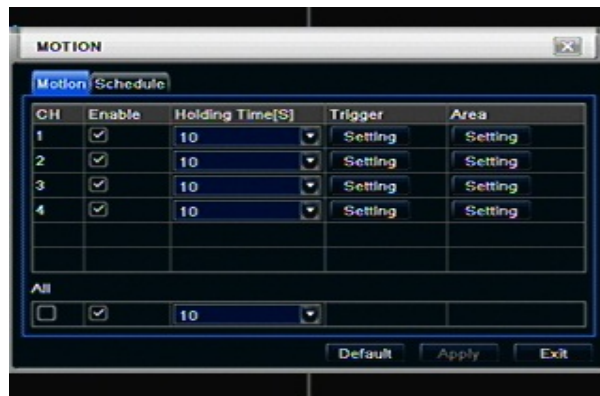 MOTION
Motion Schedule
CH Enable Holding Time[S] Trigger Area
1 10 Setting Setting
2 10 Setting Setting
3 10 Setting Setting
4 10 Setting Setting
All
10
Default Apply Exit